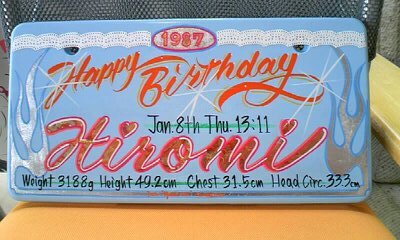 1987
Happy Birthday
Jan. 8th Thu. 13:11
Hiromi
Weight 3188g Height 49.2cm Chest 31.5cm Head Circ. 33.3cm